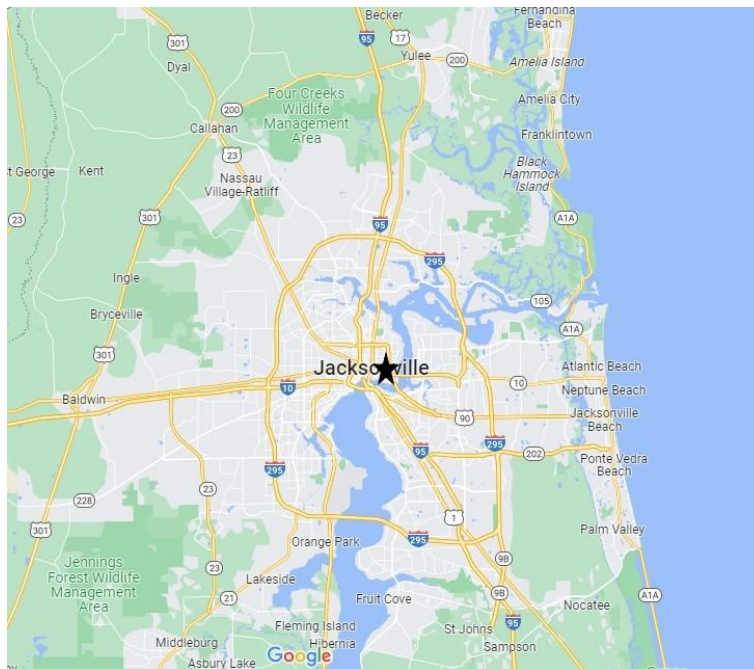 Becker
Fernandina
Beach
95
17
301
Dyal
Yulee
200
Amelia Island
Four Creeks
Wildlife
Management
Area
200
Amelia City
Callahan
Franklintown
23
Black
Hammock
Island
St George
Kent
Nassau
Village-Ratliff
23
301
95
A1A
295
Ingle
105
Bryceville
A1A
301
Jacksonville
Atlantic Beach
10
10
Neptune Beach
Baldwin
90
Jacksonville
Beach
295
95
295
202
Ponte Vedra
Beach
23
228
1
301
Palm Valley
Orange Park
295
Jennings
Forest Wildlife
Management
Area
23
9B
Lakeside
21
9B
A1A
Fruit Cove
Nocatee
95
Fleming Island
St Johns
Middleburg
Hibernia
Sampson
Google
Asbury Lake